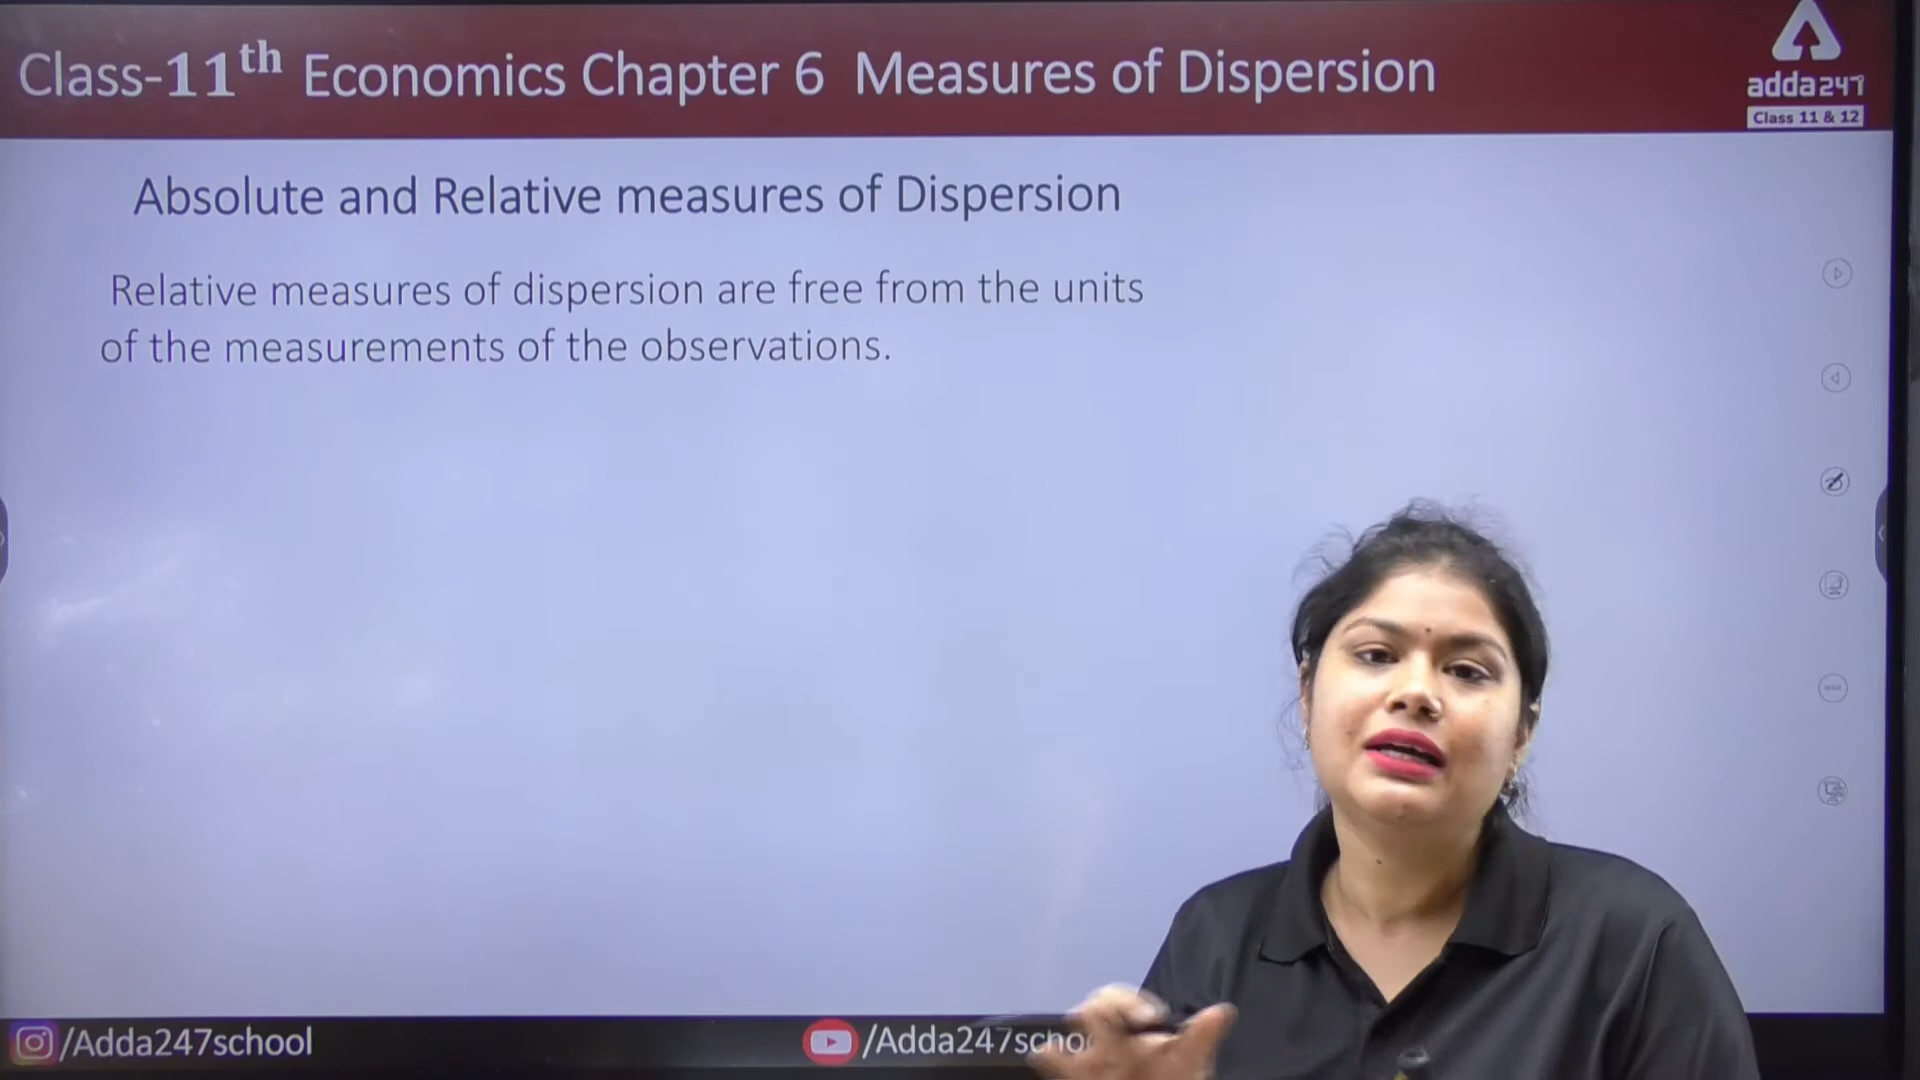 Class-11th Economics Chapter 6 Measures of Dispersion
adda247
Class 11 & 12
Absolute and Relative measures of Dispersion
Relative measures of dispersion are free from the units
of the measurements of the observations.
/Adda247school
/Adda247scho